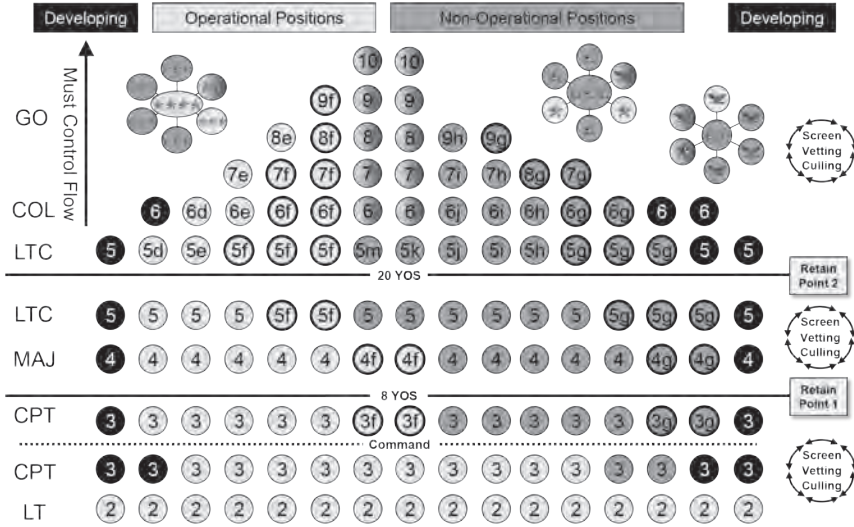 Developing Operational Positions Non-Operational Positions Developing
Must Control Flow
10 10
9f 9 9
GO
8e 8f 8 8 9h 9g
Screen
Vetting
Culling
7e 7f 7f 7 7 7i 7h 8g 7g
COL 6 6d 6e 6f 6f 6 6 6j 6i 6h 6g 6g 6 6
LTC 5 5d 5e 5f 5f 5f 5m 5k 5j 5i 5h 5g 5g 5g 5 5
20 YOS
Retain
Point 2
LTC 5 5 5 5 5f 5f 5 5 5 5 5 5 5g 5g 5g 5
Screen
Vetting
Culling
MAJ 4 4 4 4 4 4 4f 4f 4 4 4 4 4 4g 4g 4
8 YOS
Retain
Point 1
CPT 3 3 3 3 3 3 3f 3f 3 3 3 3 3 3g 3g 3
Command
CPT 3 3 3 3 3 3 3 3 3 3 3 3 3 3 3 3
Screen
Vetting
Culling
LT 2 2 2 2 2 2 2 2 2 2 2 2 2 2 2 2